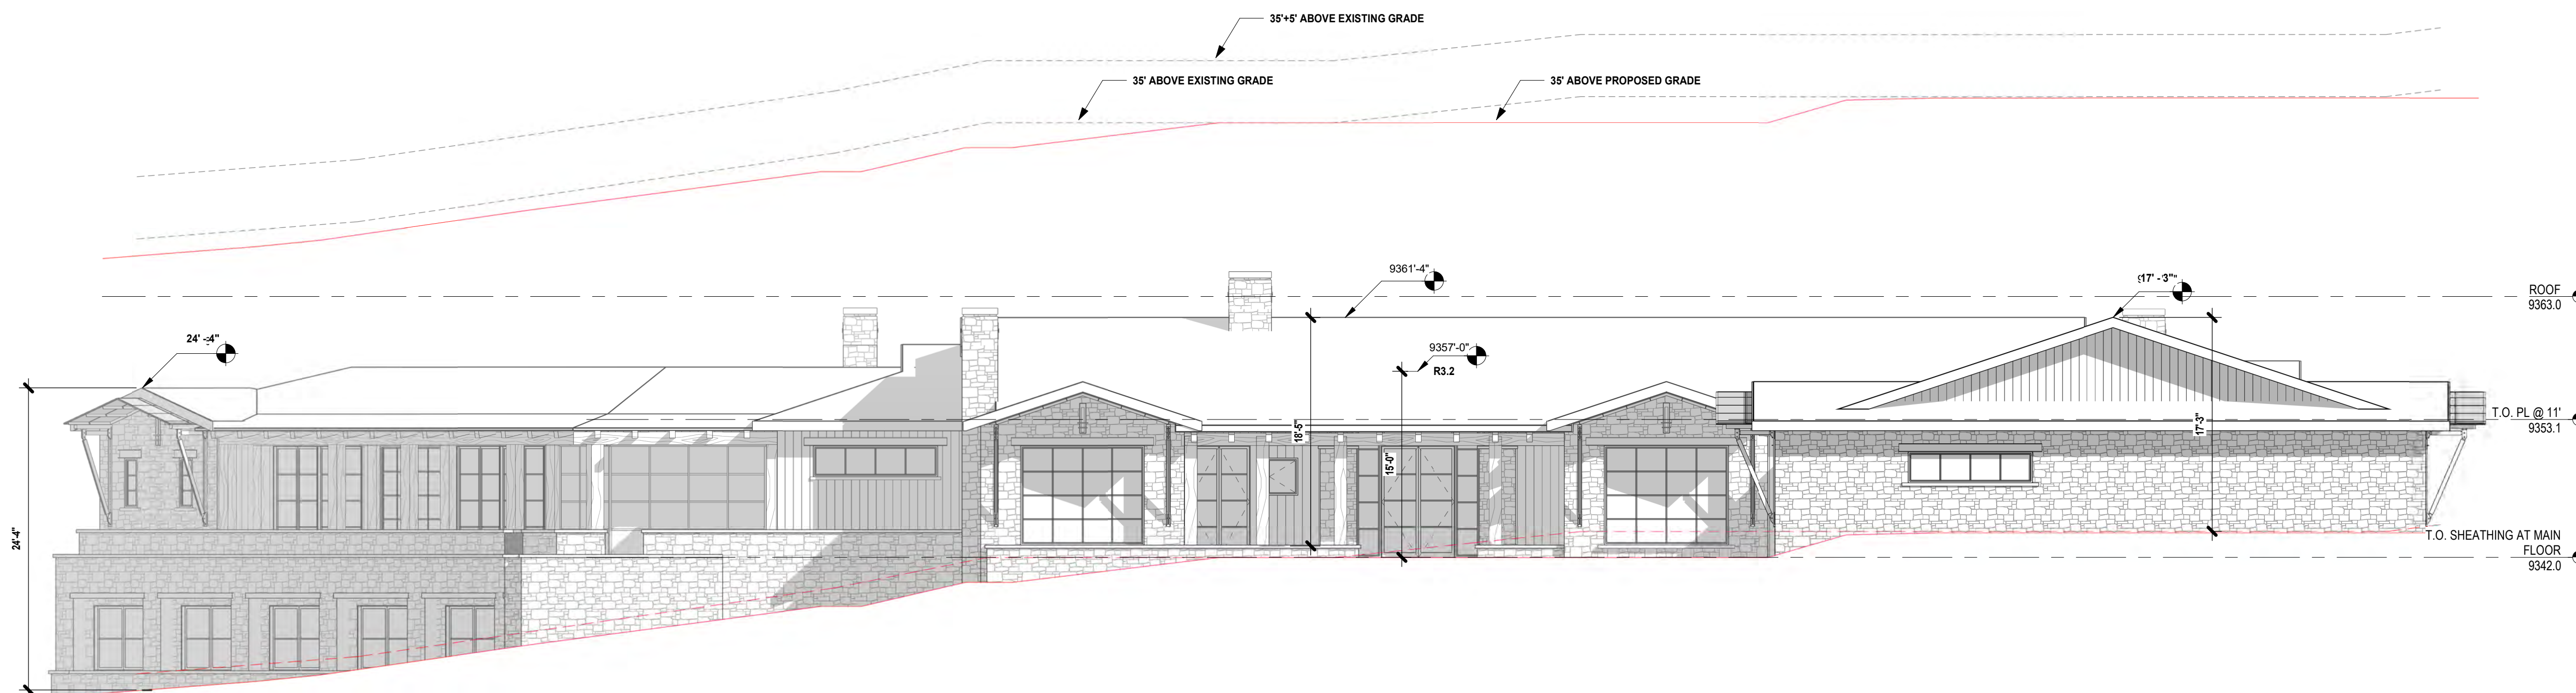 35'+5' ABOVE EXISTING GRADE
35' ABOVE EXISTING GRADE
35' ABOVE PROPOSED GRADE
9361'-4"
17' - 3"
ROOF
9363.0
24' - 4"
9357'-0"
R3.2
T.O. PL @ 11'
9353.1
18'-5"
15'-0"
17'-3"
24'-4"
T.O. SHEATHING AT MAIN
FLOOR
9342.0